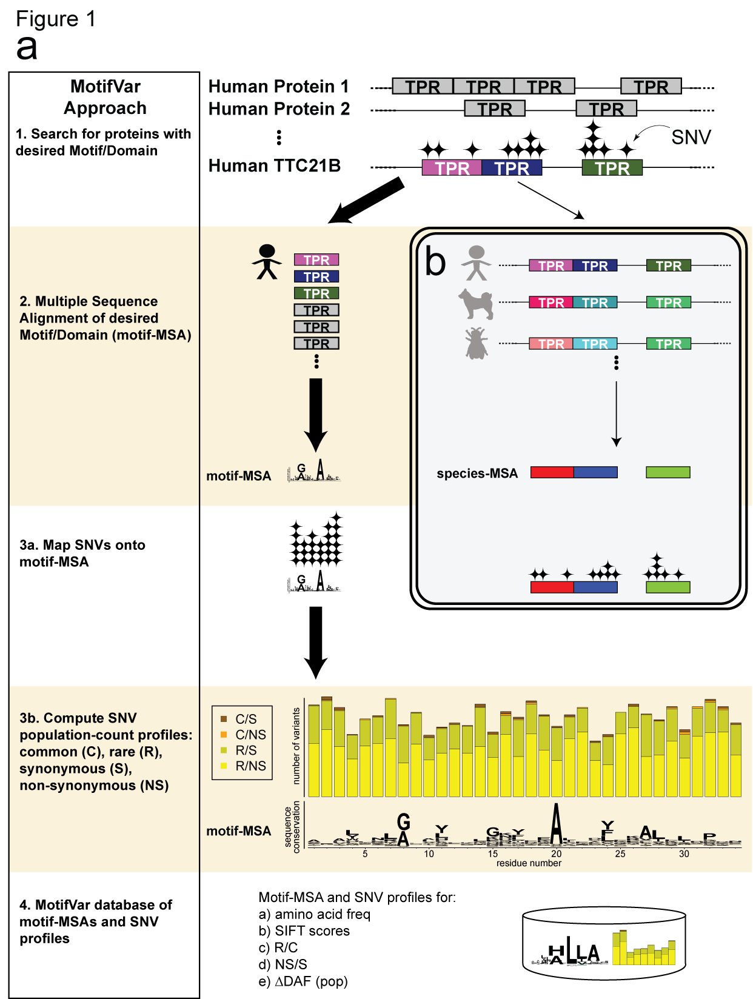 Figure 1
a
MotifVar
Approach
1. Search for proteins with
desired Motif/Domain
Human Protein 1
TPR TPR TPR TPR
Human Protein 2
TPR TPR
SNV
Human TTC21B
TPR TPR TPR
2. Multiple Sequence
Alignment of desired
Motif/Domain (motif-MSA)
TPR
TPR
TPR
TPR
TPR
TPR
motif-MSA
G
A A
b
TPR TPR TPR
TPR TPR TPR
TPR TPR TPR
species-MSA
3a. Map SNVs onto
motif-MSA
G
A A
3b. Compute SNV
population-count profiles:
common (C), rare (R),
synonymous (S),
non-synonymous (NS)
C/S
C/NS
R/S
R/NS
number of variants
motif-MSA
sequence
conservation
G A Y G Y A Y F A L P
5 10 15 20 25 30
residue number
4. MotifVar database of
motif-MSAs and SNV
profiles
Motif-MSA and SNV profiles for:
a) amino acid freq
b) SIFT scores
c) R/C
d) NS/S
e) ΔDAF (pop)
H L L A
A